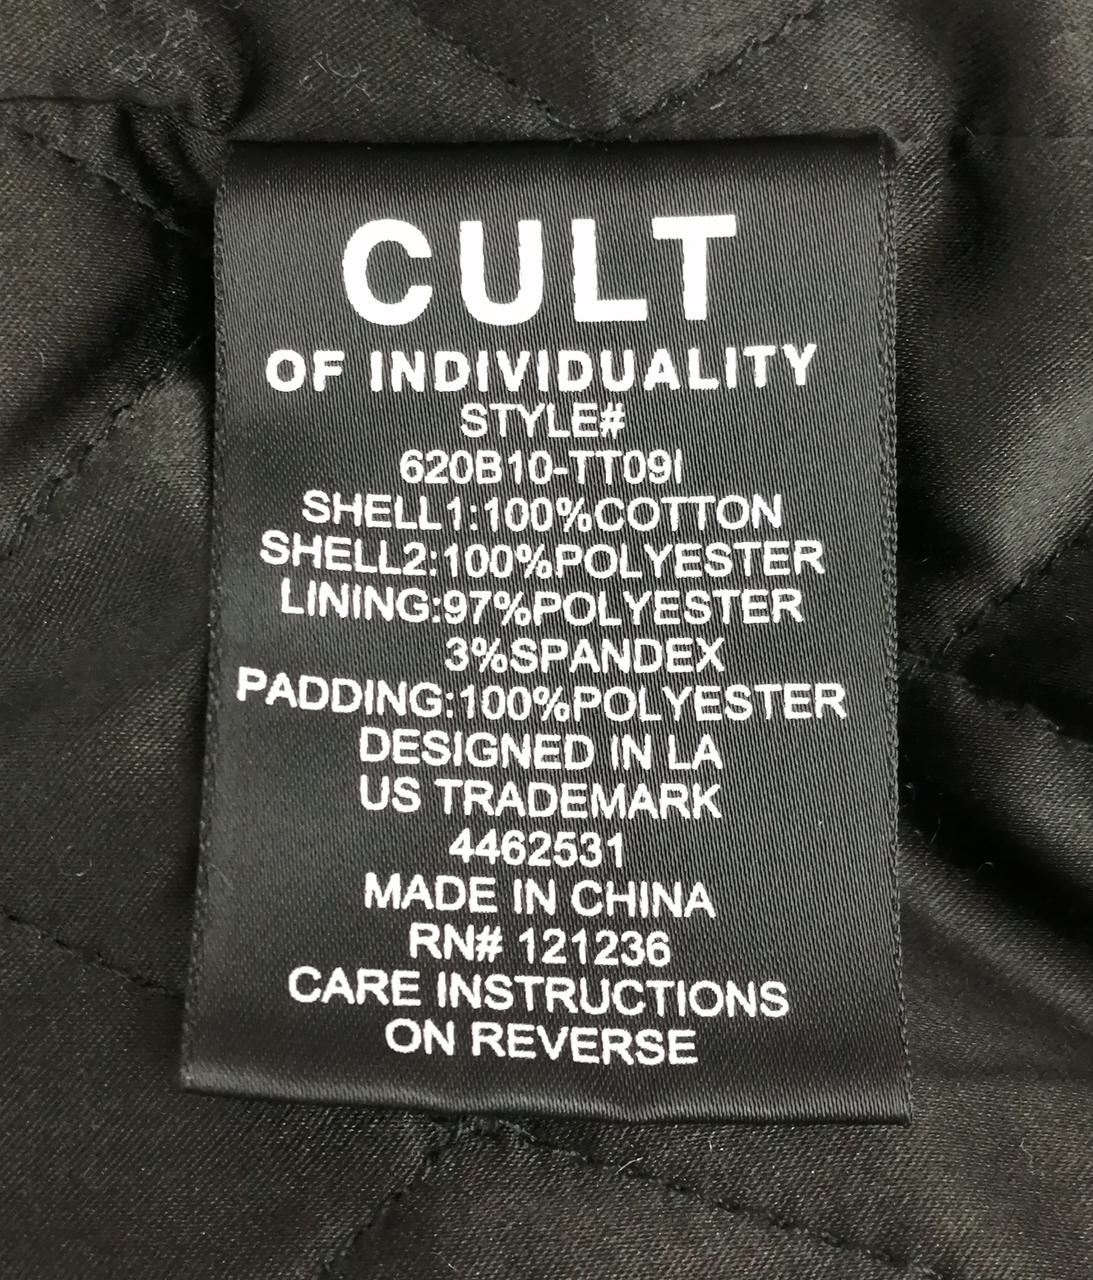 CULT
OF INDIVIDUALITY
STYLE#
620B10-TT09I
SHELL1:100%COTTON
SHELL2:100%POLYESTER
LINING:97%POLYESTER
3%SPANDEX
PADDING:100%POLYESTER
DESIGNED IN LA
US TRADEMARK
4462531
MADE IN CHINA
RN# 121236
CARE INSTRUCTIONS
ON REVERSE